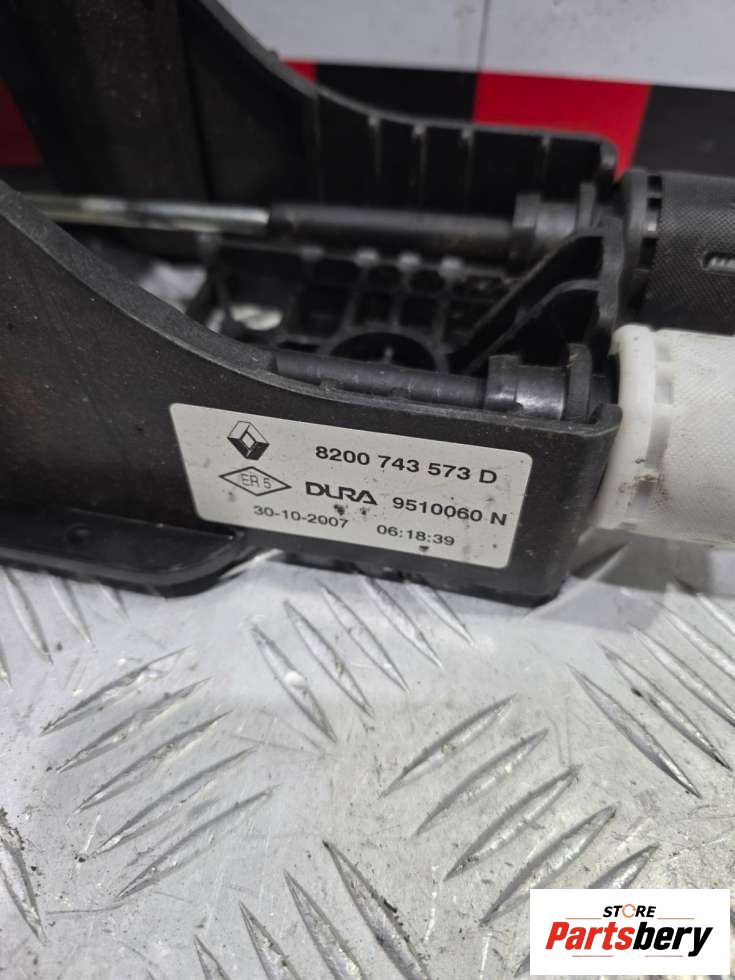 8200 743 573 D
ER 5 DURA 9510060 N
30-10-2007 06:18:39
STORE
Partsbery